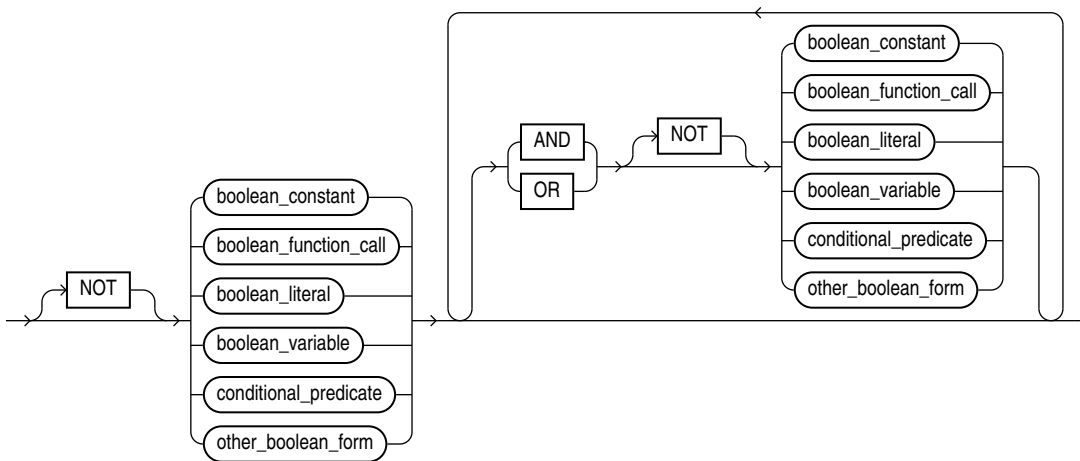 NOT
boolean_constant
boolean_function_call
boolean_literal
boolean_variable
conditional_predicate
other_boolean_form
AND
OR
NOT
boolean_constant
boolean_function_call
boolean_literal
boolean_variable
conditional_predicate
other_boolean_form